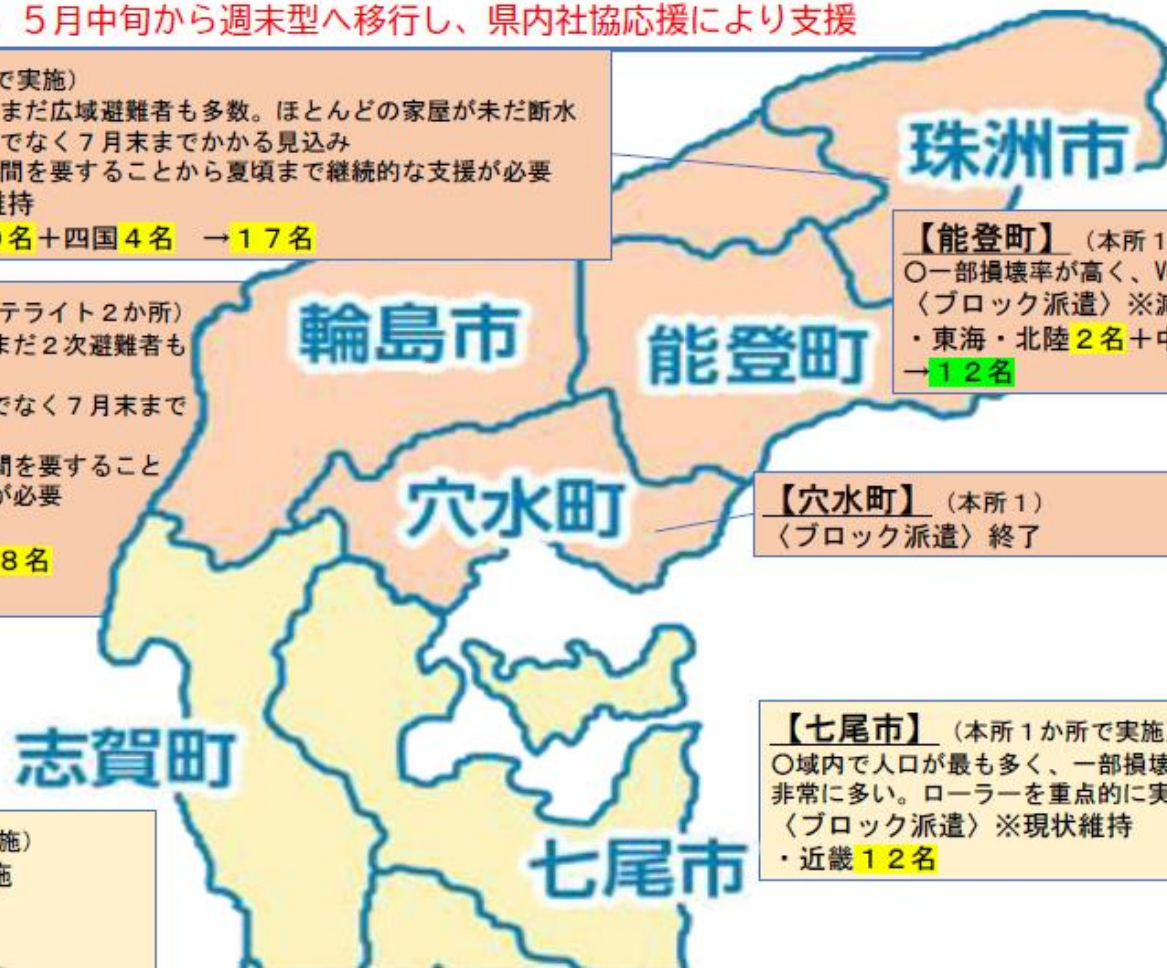 ５月中旬から週末型へ移行し、県内社協応援により支援
で実施）
まだ広域避難者も多数。ほとんどの家屋が未だ断水
でなく７月末までかかる見込み
間を要することから夏頃まで継続的な支援が必要
維持
名＋四国４名　→１７名
珠洲市
【能登町】（本所１
○一部損壊率が高く、V
〈ブロック派遣〉※派
・東海・北陸２名＋中
→１２名
テライト２か所）
まだ２次避難者も
でなく７月末まで
間を要すること
が必要
８名
輪島市
能登町
穴水町
【穴水町】（本所１）
〈ブロック派遣〉終了
志賀町
【七尾市】（本所１か所で実施
○域内で人口が最も多く、一部損壊
非常に多い。ローラーを重点的に実
〈ブロック派遣〉※現状維持
・近畿１２名
七尾市
施）
施